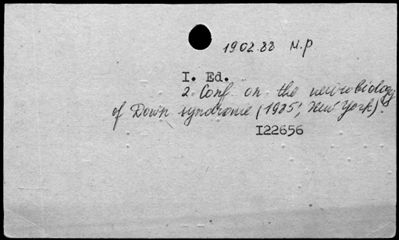 1902 88 M.P
I. Ed.
2. Conf. on the neurobiology
of Down syndrome (1985; New York).
I22656